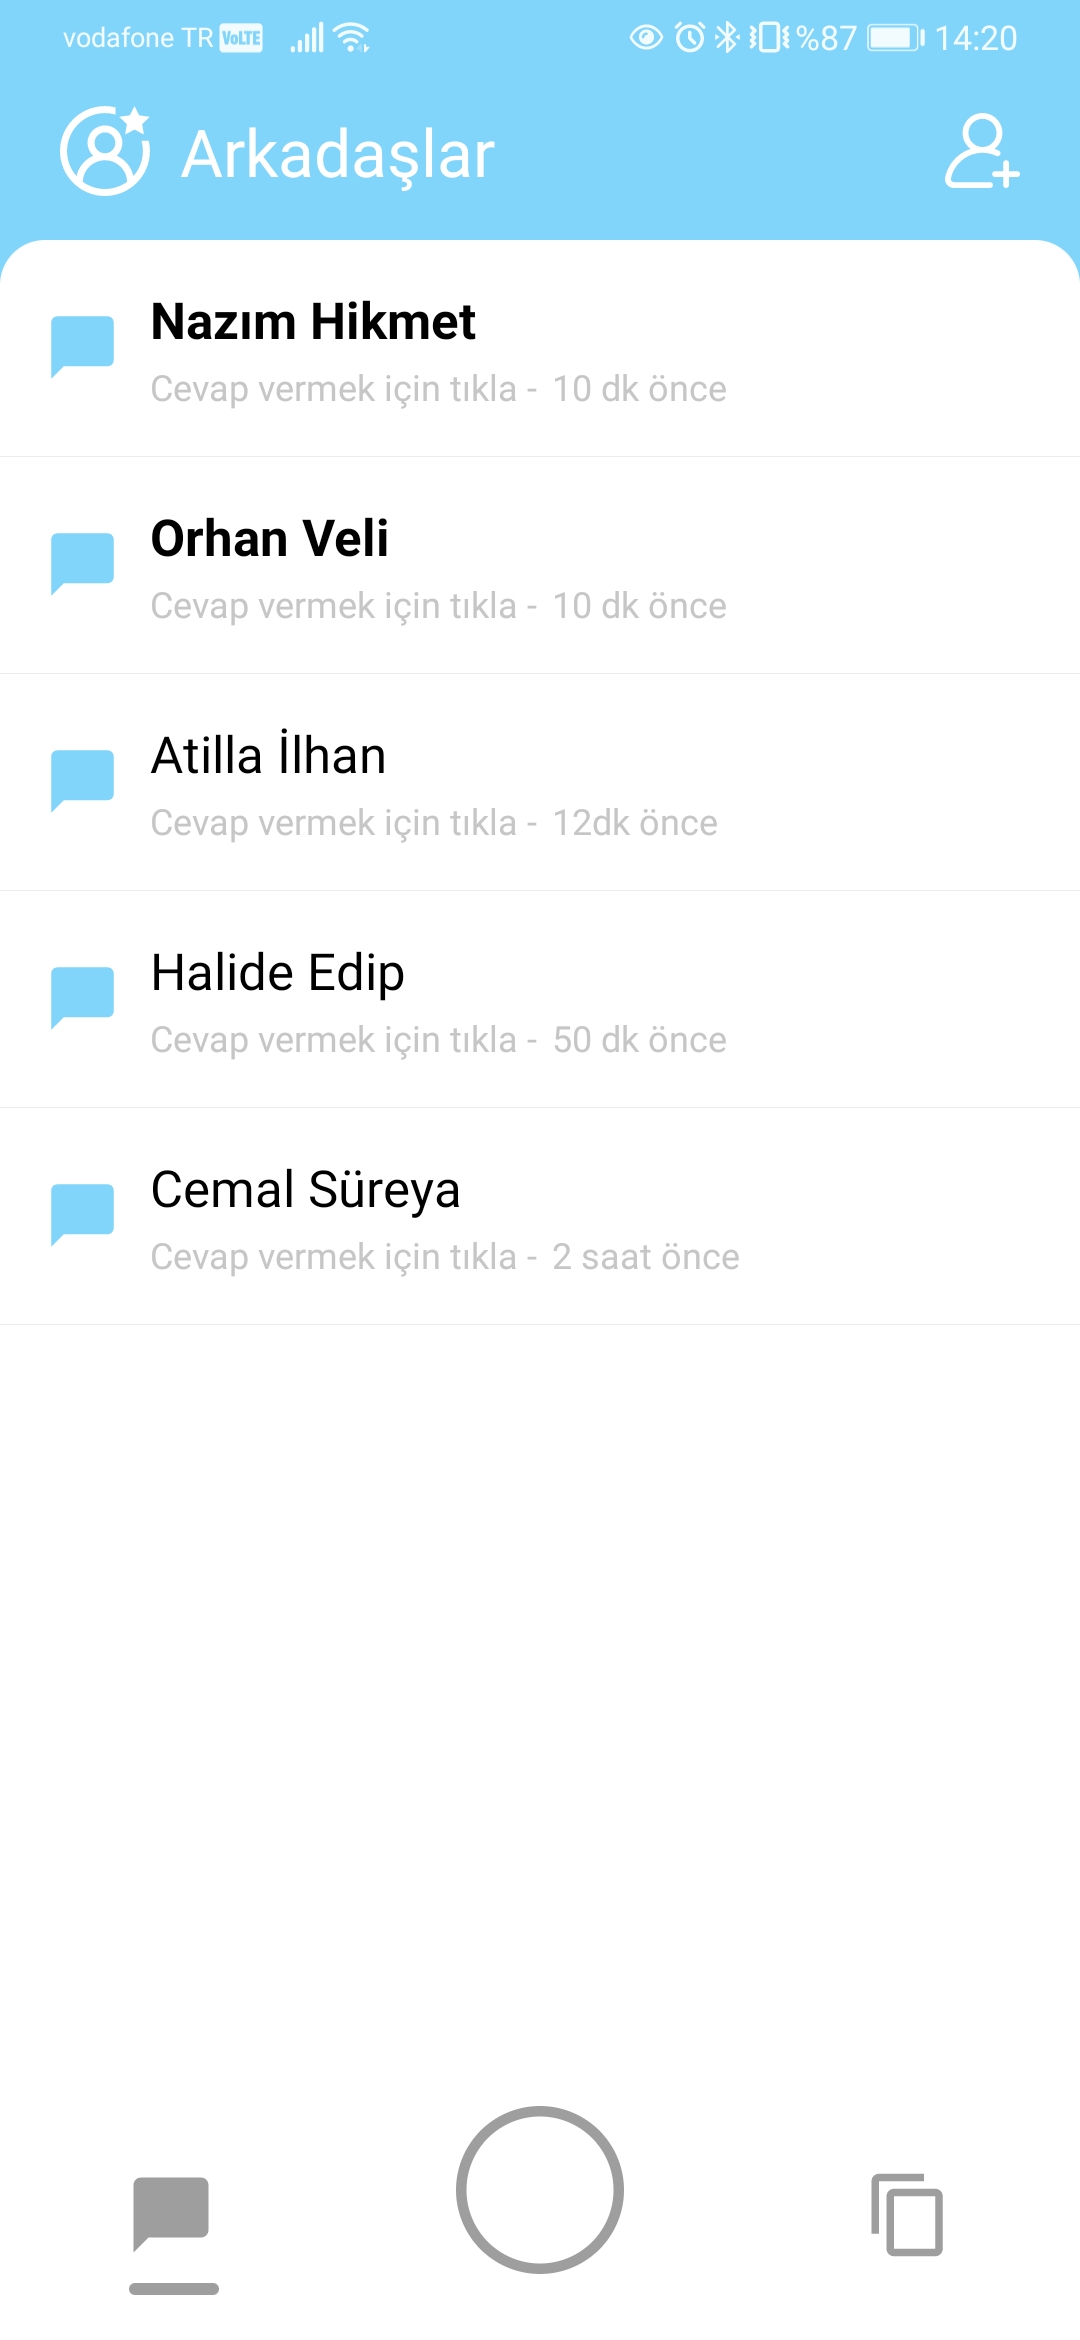 vodafone TR VoLTE %87 14:20
Arkadaşlar
Nazım Hikmet
Cevap vermek için tıkla - 10 dk önce
Orhan Veli
Cevap vermek için tıkla - 10 dk önce
Atilla İlhan
Cevap vermek için tıkla - 12dk önce
Halide Edip
Cevap vermek için tıkla - 50 dk önce
Cemal Süreya
Cevap vermek için tıkla - 2 saat önce